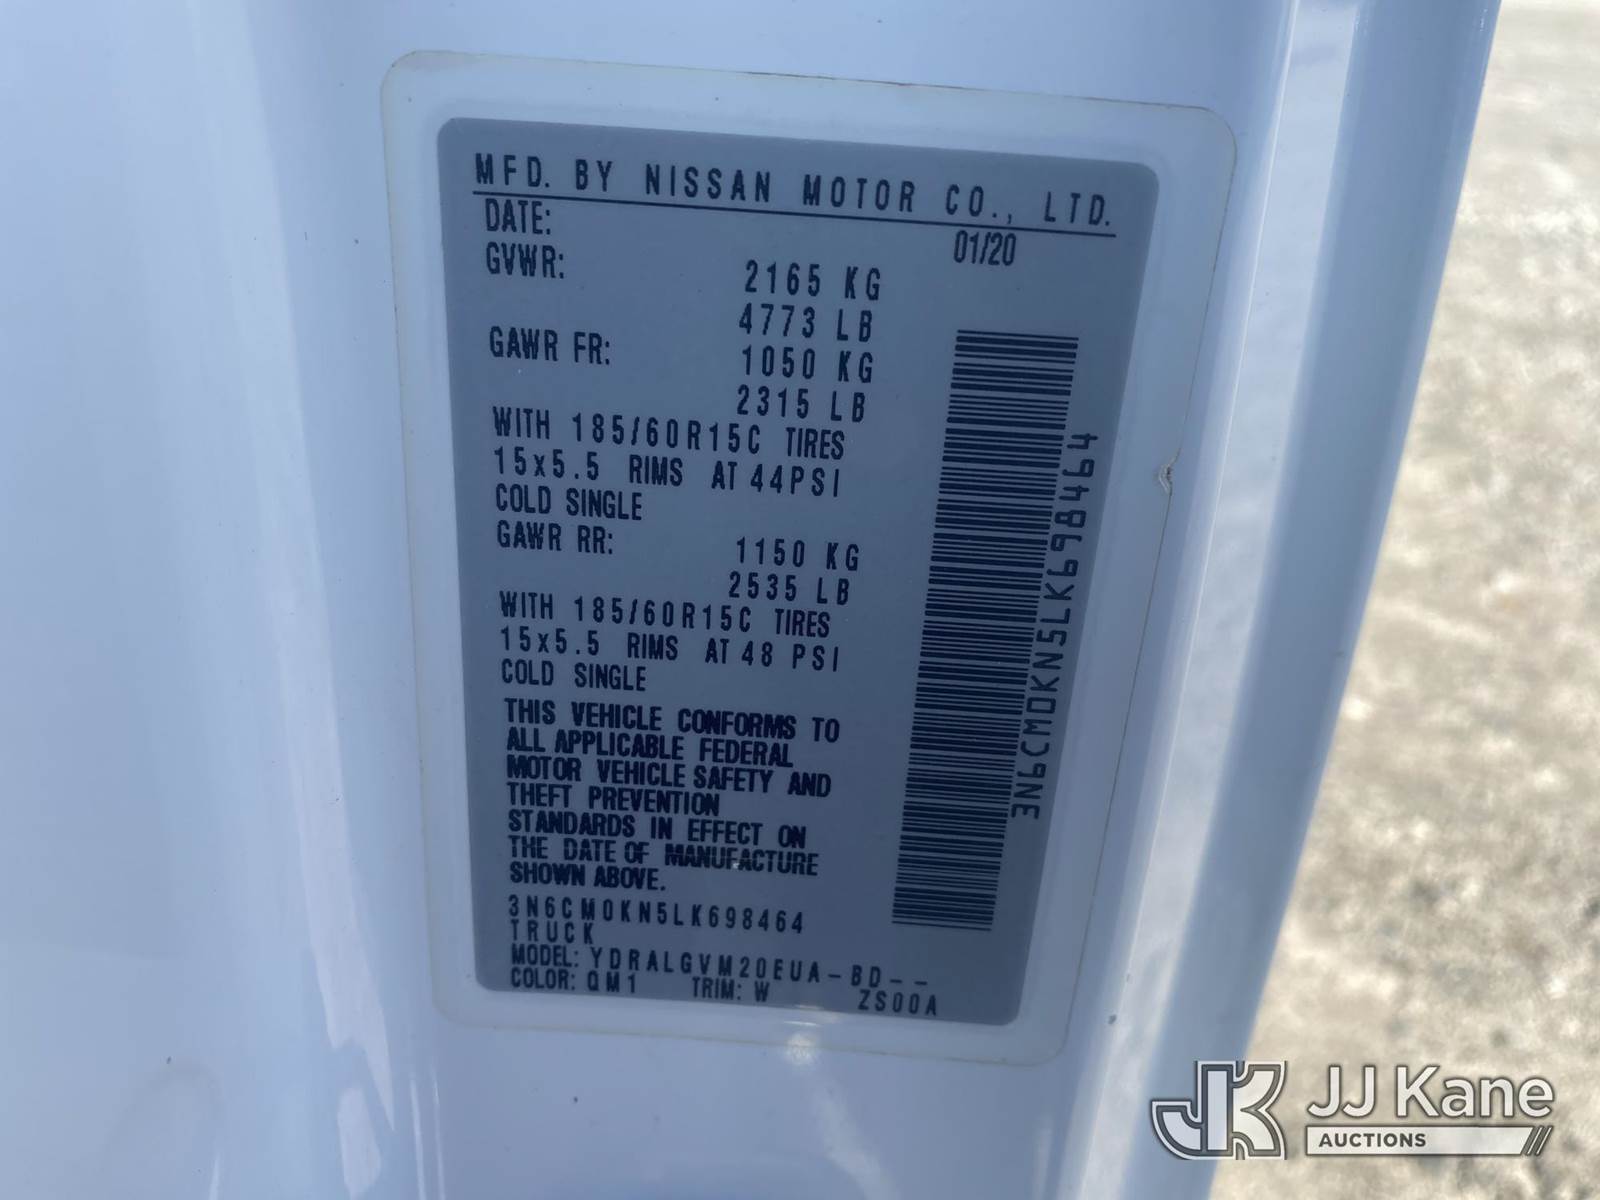 MFD. BY NISSAN MOTOR CO., LTD.
DATE: 01/20
GVWR: 2165 KG
4773 LB
GAWR FR: 1050 KG
2315 LB
WITH 185/60R15C TIRES
15x5.5 RIMS AT 44PSI
COLD SINGLE
GAWR RR: 1150 KG
2535 LB
WITH 185/60R15C TIRES
15x5.5 RIMS AT 48 PSI
COLD SINGLE
THIS VEHICLE CONFORMS TO
ALL APPLICABLE FEDERAL
MOTOR VEHICLE SAFETY AND
THEFT PREVENTION
STANDARDS IN EFFECT ON
THE DATE OF MANUFACTURE
SHOWN ABOVE.
3N6CM0KN5LK698464
TRUCK
MODEL: YDRALGVM20EUA-BD--
COLOR: QM1 TRIM: W ZS00A
3N6CM0KN5LK698464
JK JJ Kane
AUCTIONS